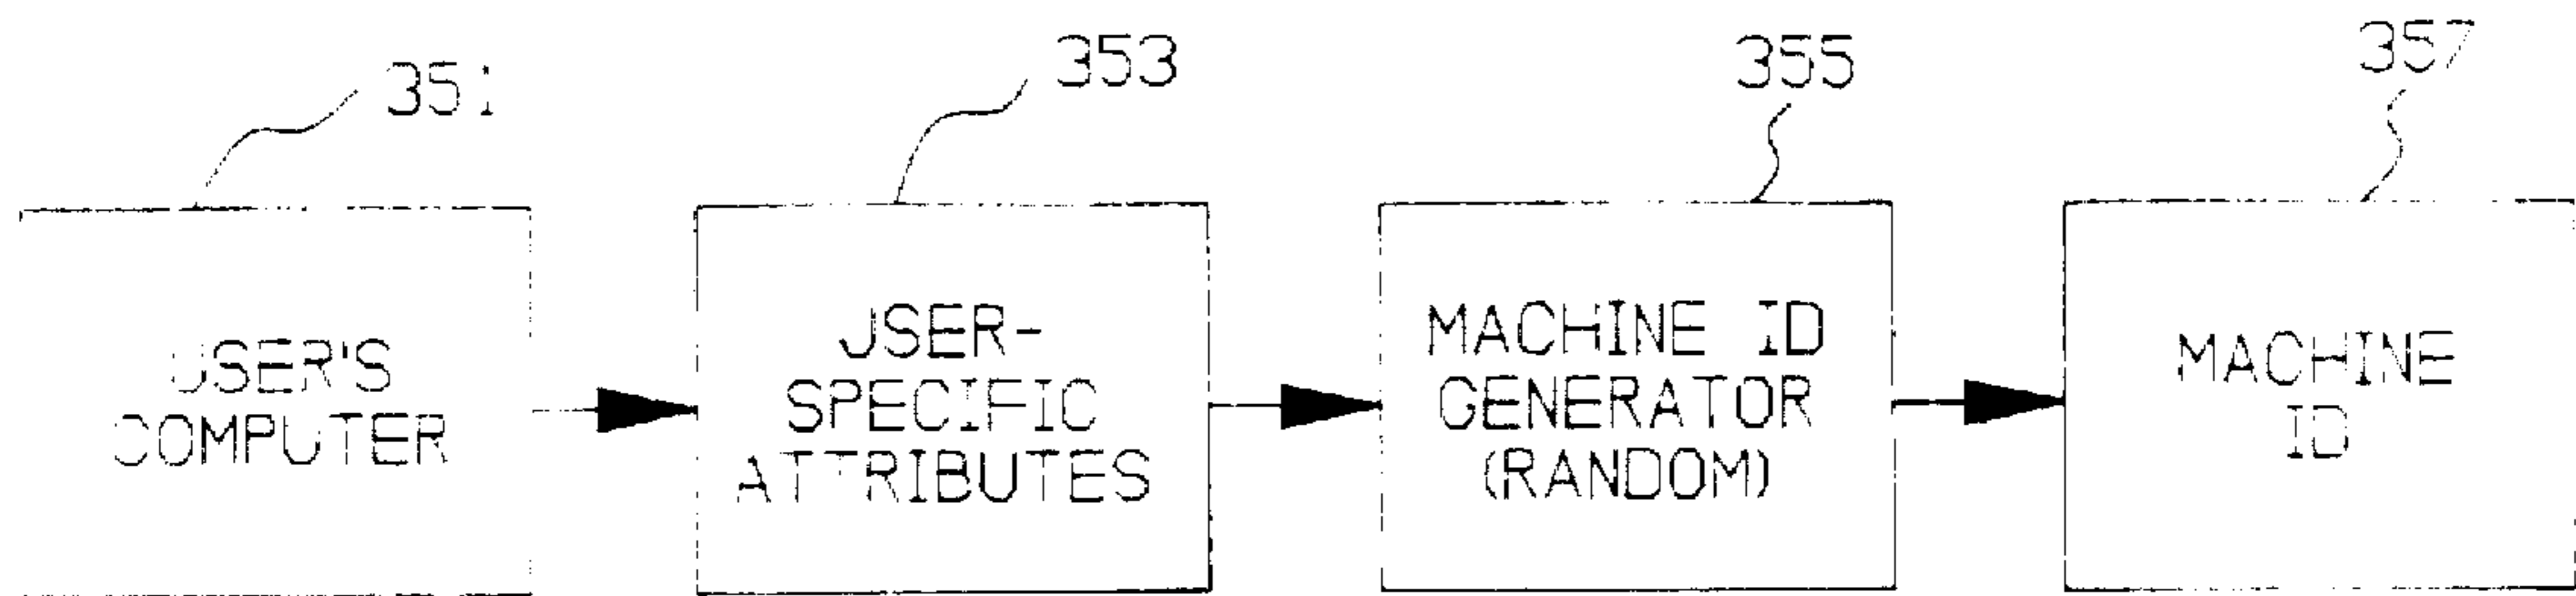 351
353
355
357
USER'S
COMPUTER
USER-
SPECIFIC
ATTRIBUTES
MACHINE ID
GENERATOR
(RANDOM)
MACHINE
ID